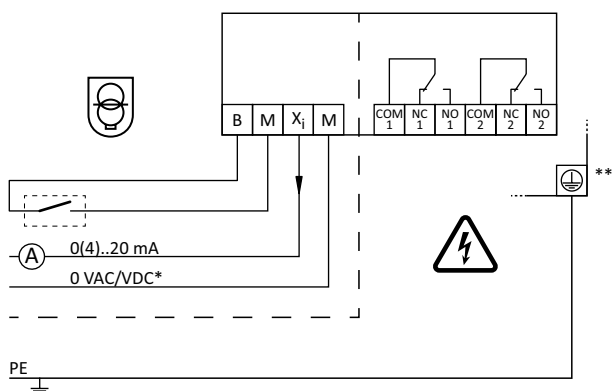 B M Xi M COM 1 NC 1 NO 1 COM 2 NC 2 NO 2
**
A 0(4)..20 mA
0 VAC/VDC*
PE